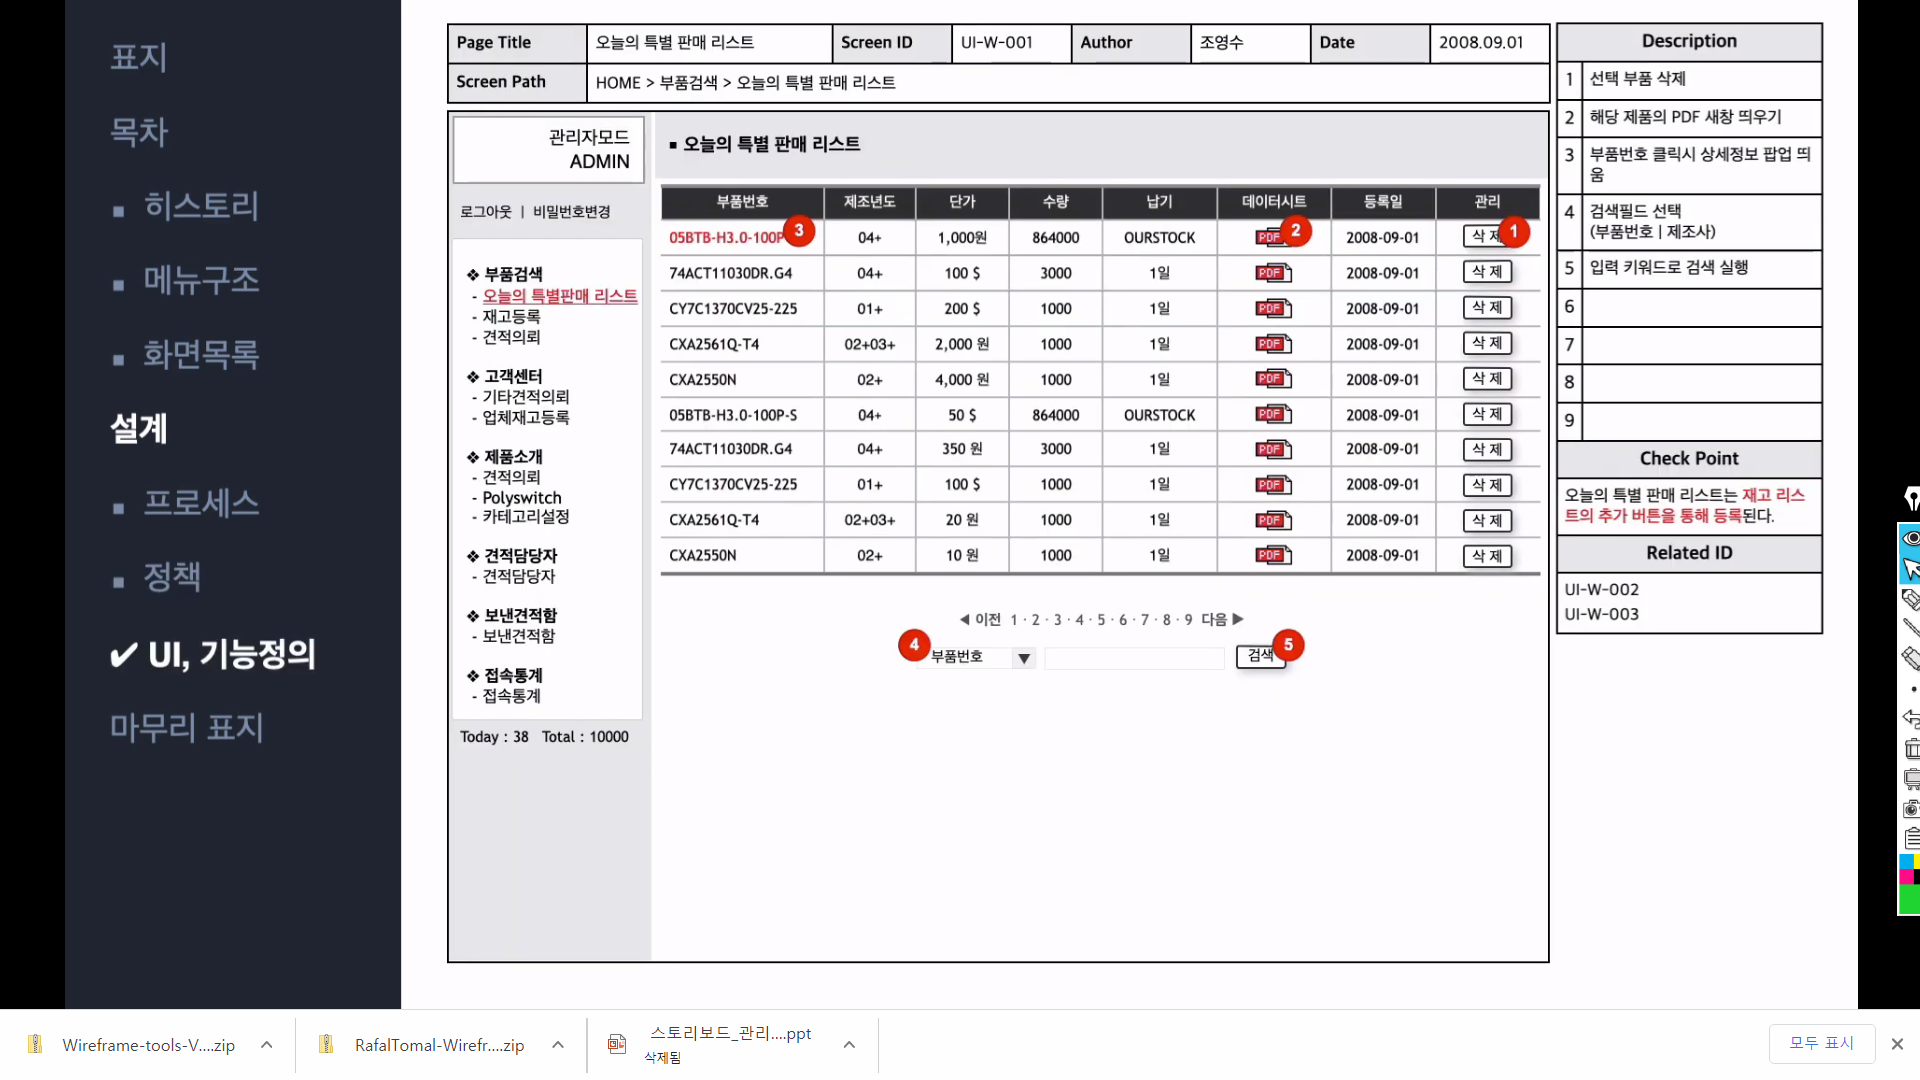 표지
목차
▪ 히스토리
▪ 메뉴구조
▪ 화면목록
설계
▪ 프로세스
▪ 정책
✔ UI, 기능정의
마무리 표지
Page Title 오늘의 특별 판매 리스트 Screen ID UI-W-001 Author 조영수 Date 2008.09.01
Screen Path HOME > 부품검색 > 오늘의 특별 판매 리스트
관리자모드
ADMIN
로그아웃 | 비밀번호변경
❖ 부품검색
- 오늘의 특별판매 리스트
- 재고등록
- 견적의뢰
❖ 고객센터
- 기타견적의뢰
- 업체재고등록
❖ 제품소개
- 견적의뢰
- Polyswitch
- 카테고리설정
❖ 견적담당자
- 견적담당자
❖ 보낸견적함
- 보낸견적함
❖ 접속통계
- 접속통계
Today : 38 Total : 10000
▪ 오늘의 특별 판매 리스트
부품번호 제조년도 단가 수량 납기 데이터시트 등록일 관리
05BTB-H3.0-100P 3 04+ 1,000원 864000 OURSTOCK PDF 2 2008-09-01 삭 제 1
74ACT11030DR.G4 04+ 100 $ 3000 1일 PDF 2008-09-01 삭 제
CY7C1370CV25-225 01+ 200 $ 1000 1일 PDF 2008-09-01 삭 제
CXA2561Q-T4 02+03+ 2,000 원 1000 1일 PDF 2008-09-01 삭 제
CXA2550N 02+ 4,000 원 1000 1일 PDF 2008-09-01 삭 제
05BTB-H3.0-100P-S 04+ 50 $ 864000 OURSTOCK PDF 2008-09-01 삭 제
74ACT11030DR.G4 04+ 350 원 3000 1일 PDF 2008-09-01 삭 제
CY7C1370CV25-225 01+ 100 $ 1000 1일 PDF 2008-09-01 삭 제
CXA2561Q-T4 02+03+ 20 원 1000 1일 PDF 2008-09-01 삭 제
CXA2550N 02+ 10 원 1000 1일 PDF 2008-09-01 삭 제
◀ 이전 1 · 2 · 3 · 4 · 5 · 6 · 7 · 8 · 9 다음 ▶
4 부품번호 ▼ 검색 5
Description
1 선택 부품 삭제
2 해당 제품의 PDF 새창 띄우기
3 부품번호 클릭시 상세정보 팝업 띄
움
4 검색필드 선택
(부품번호 | 제조사)
5 입력 키워드로 검색 실행
6
7
8
9
Check Point
오늘의 특별 판매 리스트는 재고 리스
트의 추가 버튼을 통해 등록된다.
Related ID
UI-W-002
UI-W-003
Wireframe-tools-V....zip
RafalTomal-Wirefr....zip
스토리보드_관리....ppt
삭제됨
모두 표시